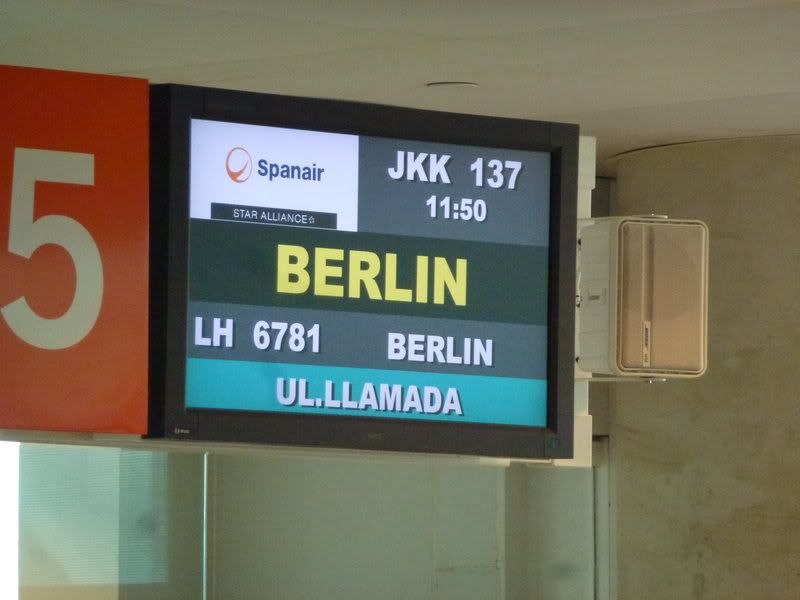 5
Spanair
STAR ALLIANCE
JKK 137
11:50
BERLIN
LH 6781 BERLIN
UL.LLAMADA